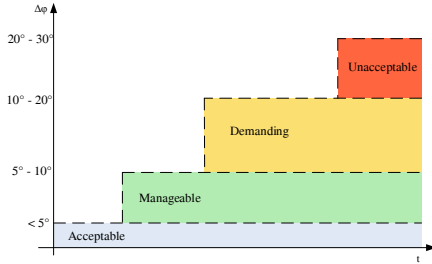 Δφ
20° - 30°
Unacceptable
10° - 20°
Demanding
5° - 10°
Manageable
< 5°
Acceptable
t